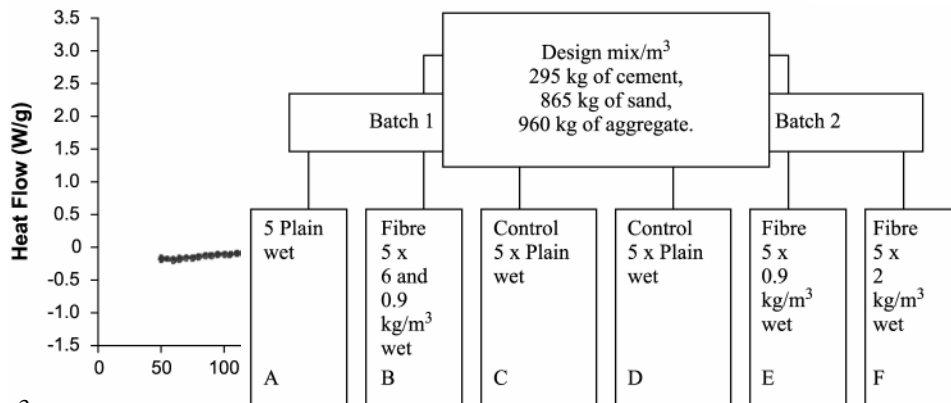 3.5
3.0
2.5
2.0
1.5
1.0
0.5
0
-0.5
-1.0
-1.5
Heat Flow (W/g)
0
50
100
Design mix/m³
295 kg of cement,
865 kg of sand,
960 kg of aggregate.
Batch 1
Batch 2
5 Plain
wet
A
Fibre
5 x
6 and
0.9
kg/m³
wet
B
Control
5 x Plain
wet
C
Control
5 x Plain
wet
D
Fibre
5 x
0.9
kg/m³
wet
E
Fibre
5 x
2
kg/m³
wet
F